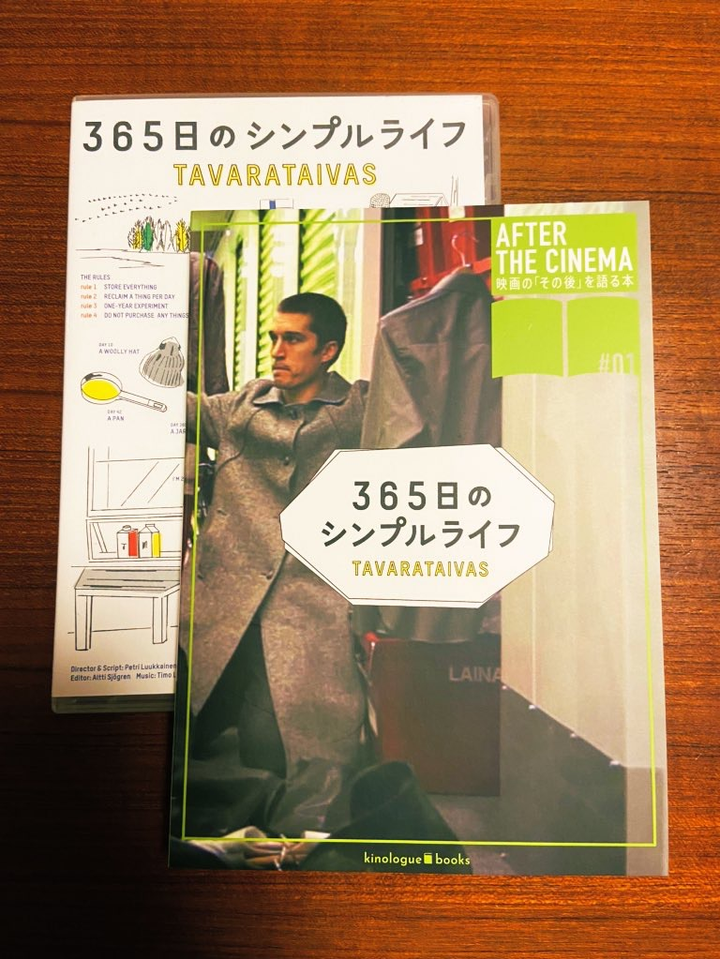 365日の シンプルライフ
TAVARATAIVAS
THE RULES
rule 1 STORE EVERYTHING
rule 2 RECLAIM A THING PER DAY
rule 3 ONE-YEAR EXPERIMENT
rule 4 DO NOT PURCHASE ANY THINGS
DAY 13
A WOOLLY HAT
DAY 42
A PAN
Director & Script: Petri Luukkainen
Editor: Aitti Sjögren Music: Timo
AFTER
THE CINEMA
映画の「その後」を語る本
#01
365日の
シンプルライフ
TAVARATAIVAS
LAINA
kinologue books